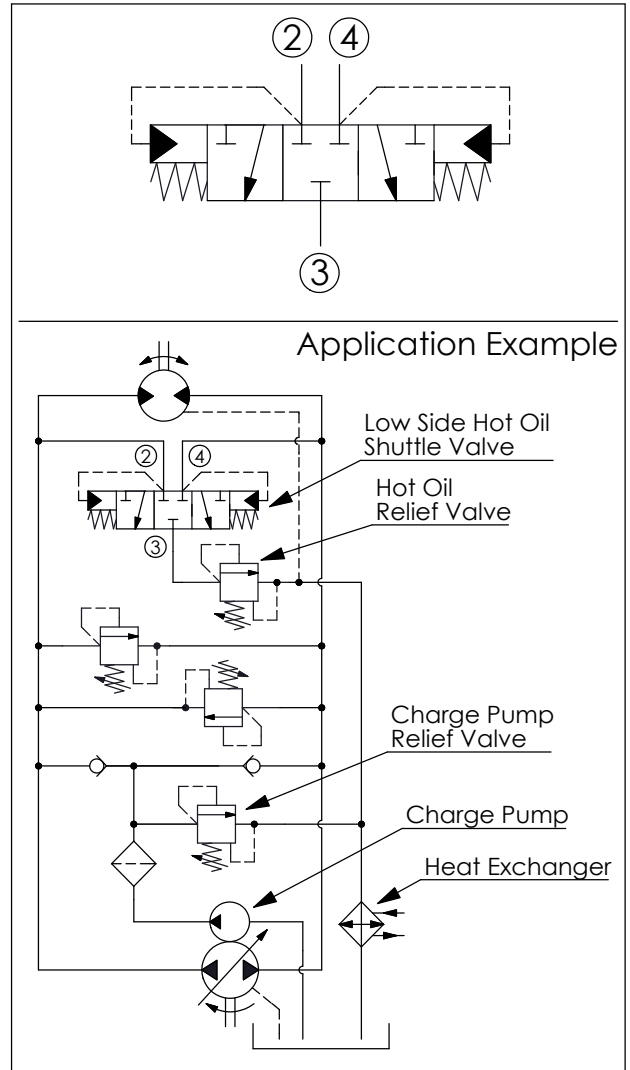 ② ④
③
Application Example
Low Side Hot Oil
Shuttle Valve
② ④
Hot Oil
Relief Valve
③
Charge Pump
Relief Valve
Charge Pump
Heat Exchanger